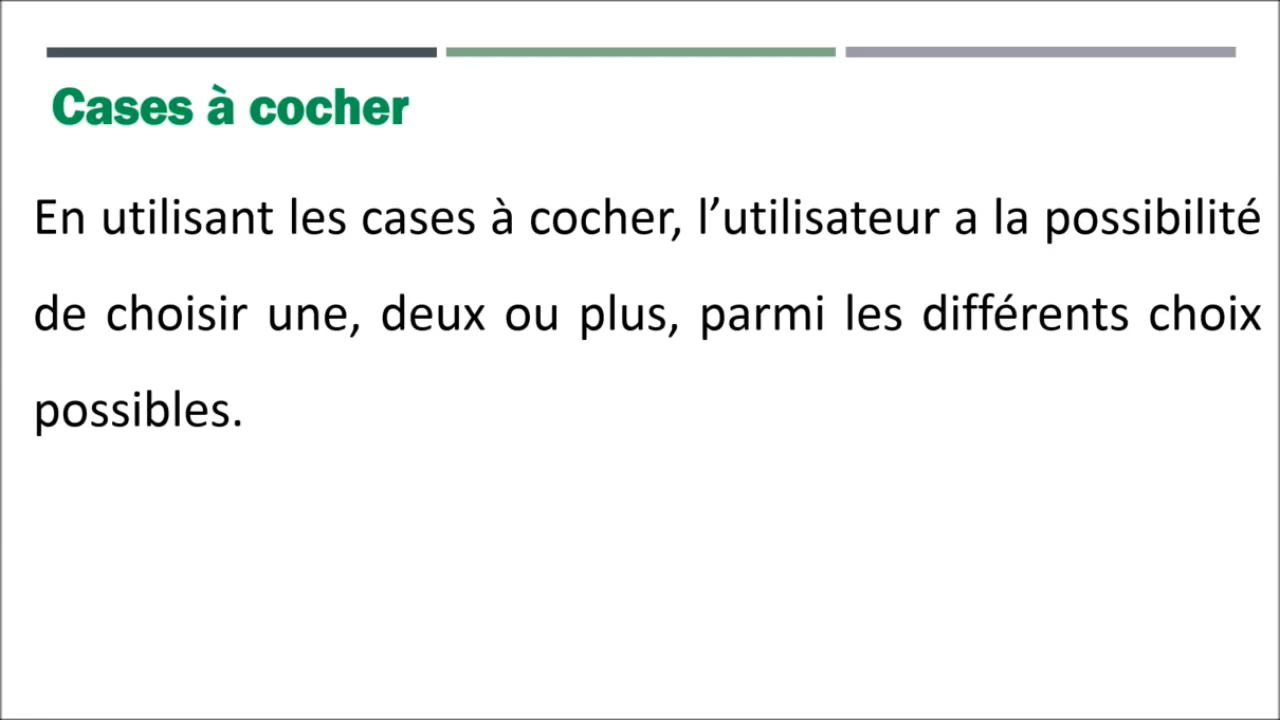 Cases à cocher
En utilisant les cases à cocher, l’utilisateur a la possibilité
de choisir une, deux ou plus, parmi les différents choix
possibles.